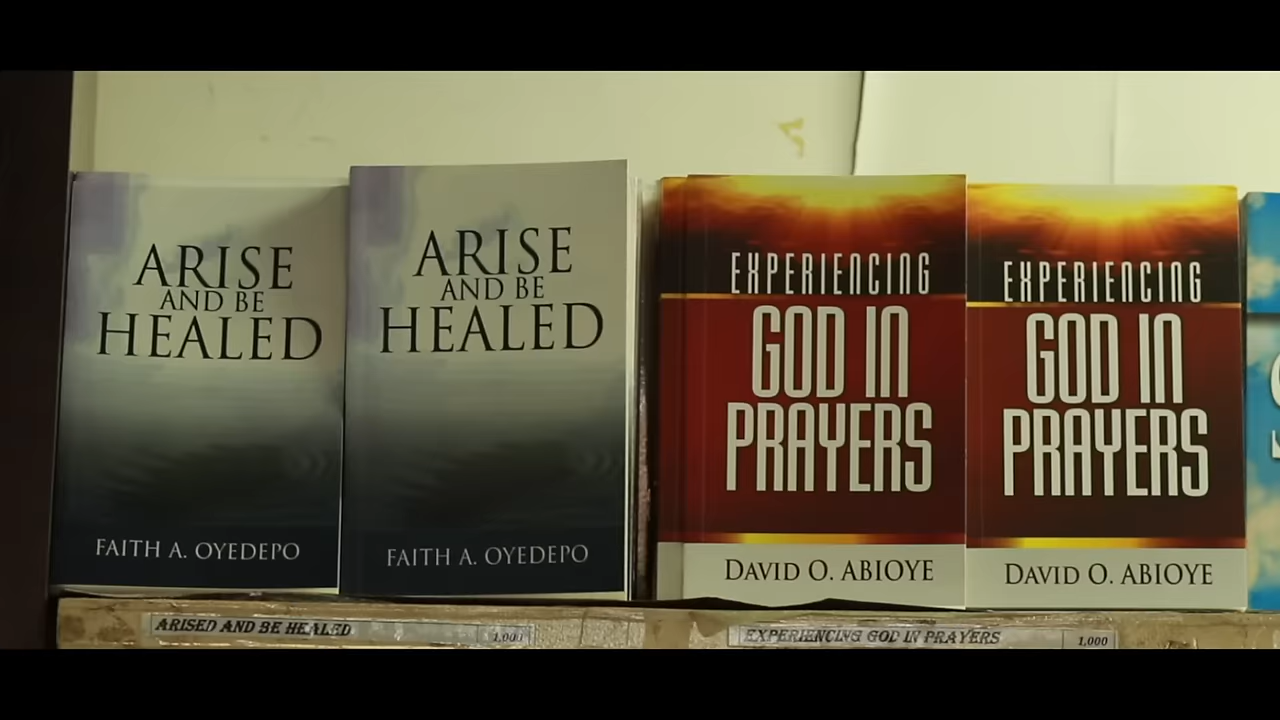 ARISE
AND BE
HEALED
FAITH A. OYEDEPO
ARISE
AND BE
HEALED
FAITH A. OYEDEPO
EXPERIENCING
GOD IN
PRAYERS
DAVID O. ABIOYE
EXPERIENCING
GOD IN
PRAYERS
DAVID O. ABIOYE
ARISED AND BE HEALED 1,000
EXPERIENCING GOD IN PRAYERS 1,000